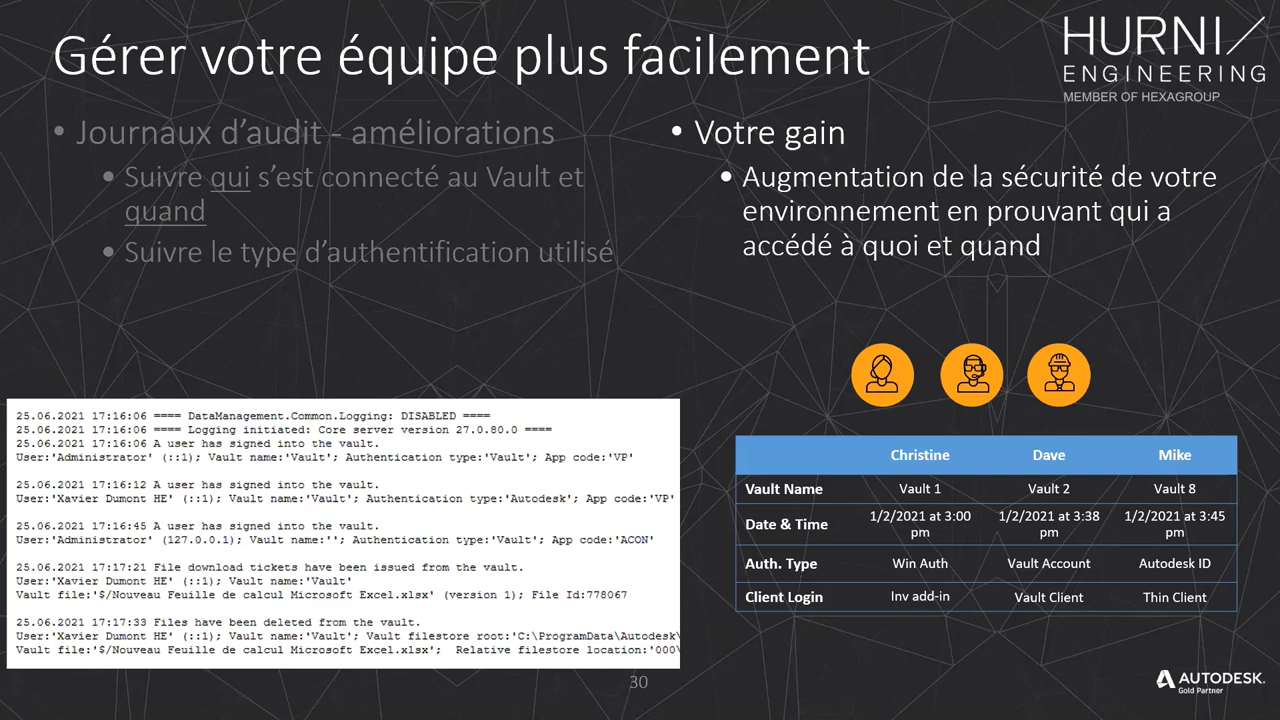 Gérer votre équipe plus facilement
HURNI
ENGINEERING
MEMBER OF HEXAGROUP
• Journaux d’audit - améliorations
• Suivre qui s’est connecté au Vault et
quand
• Suivre le type d’authentification utilisé
• Votre gain
• Augmentation de la sécurité de votre
environnement en prouvant qui a
accédé à quoi et quand
25.06.2021 17:16:06 ==== DataManagement.Common.Logging: DISABLED ====
25.06.2021 17:16:06 ==== Logging initiated: Core server version 27.0.80.0 ====
25.06.2021 17:16:06 A user has signed into the vault.
User:'Administrator' (::1); Vault name:'Vault'; Authentication type:'Vault'; App code:'VP'
25.06.2021 17:16:12 A user has signed into the vault.
User:'Xavier Dumont HE' (::1); Vault name:'Vault'; Authentication type:'Autodesk'; App code:'VP'
25.06.2021 17:16:45 A user has signed into the vault.
User:'Administrator' (127.0.0.1); Vault name:''; Authentication type:'Vault'; App code:'ACON'
25.06.2021 17:17:21 File download tickets have been issued from the vault.
User:'Xavier Dumont HE' (::1); Vault name:'Vault'
Vault file:'$/Nouveau Feuille de calcul Microsoft Excel.xlsx' (version 1); File Id:778067
25.06.2021 17:17:33 Files have been deleted from the vault.
User:'Xavier Dumont HE' (::1); Vault name:'Vault'; Vault filestore root:'C:\ProgramData\Autodesk\
Vault file:'$/Nouveau Feuille de calcul Microsoft Excel.xlsx'; Relative filestore location:'000\
Christine Dave Mike
Vault Name Vault 1 Vault 2 Vault 8
Date & Time 1/2/2021 at 3:00 pm 1/2/2021 at 3:38 pm 1/2/2021 at 3:45 pm
Auth. Type Win Auth Vault Account Autodesk ID
Client Login Inv add-in Vault Client Thin Client
30
AUTODESK.
Gold Partner